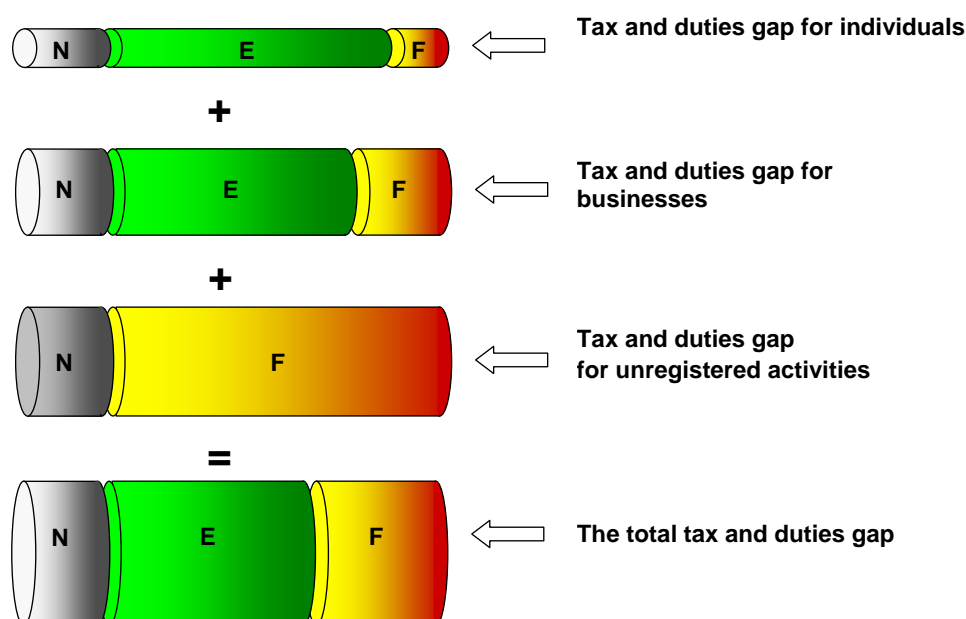 N E F
Tax and duties gap for individuals
+
N E F
Tax and duties gap for
businesses
+
N F
Tax and duties gap
for unregistered activities
=
N E F
The total tax and duties gap